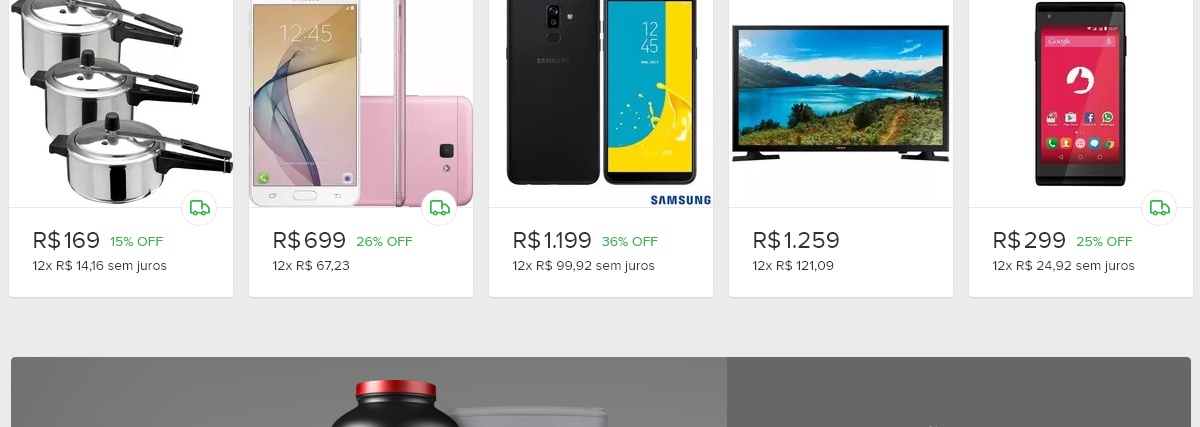 12:45
SAMSUNG
12
45
SAMSUNG
Google
R$ 169 15% OFF
12x R$ 14,16 sem juros
R$ 699 26% OFF
12x R$ 67,23
R$ 1.199 36% OFF
12x R$ 99,92 sem juros
R$ 1.259
12x R$ 121,09
R$ 299 25% OFF
12x R$ 24,92 sem juros